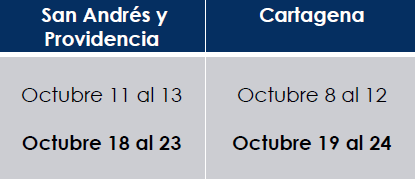 San Andrés y
Providencia
Cartagena
Octubre 11 al 13
Octubre 8 al 12
Octubre 18 al 23
Octubre 19 al 24